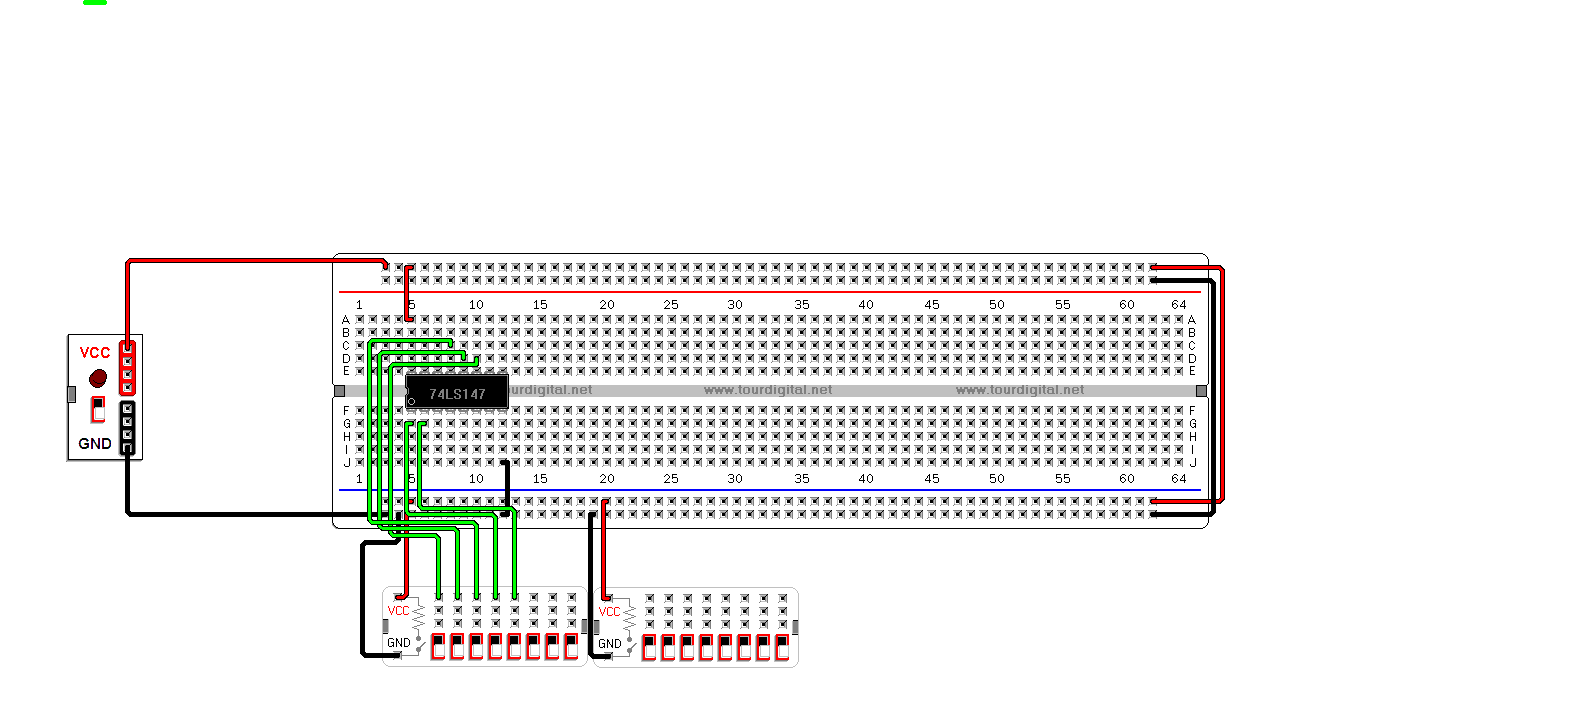 1 5 10 15 20 25 30 35 40 45 50 55 60 64
A A
B B
C C
VCC D D
E E
74LS147 ourdigital.net www.tourdigital.net www.tourdigital.net
F F
G G
GND H H
I I
J J
1 5 10 15 20 25 30 35 40 45 50 55 60 64
VCC VCC
GND GND